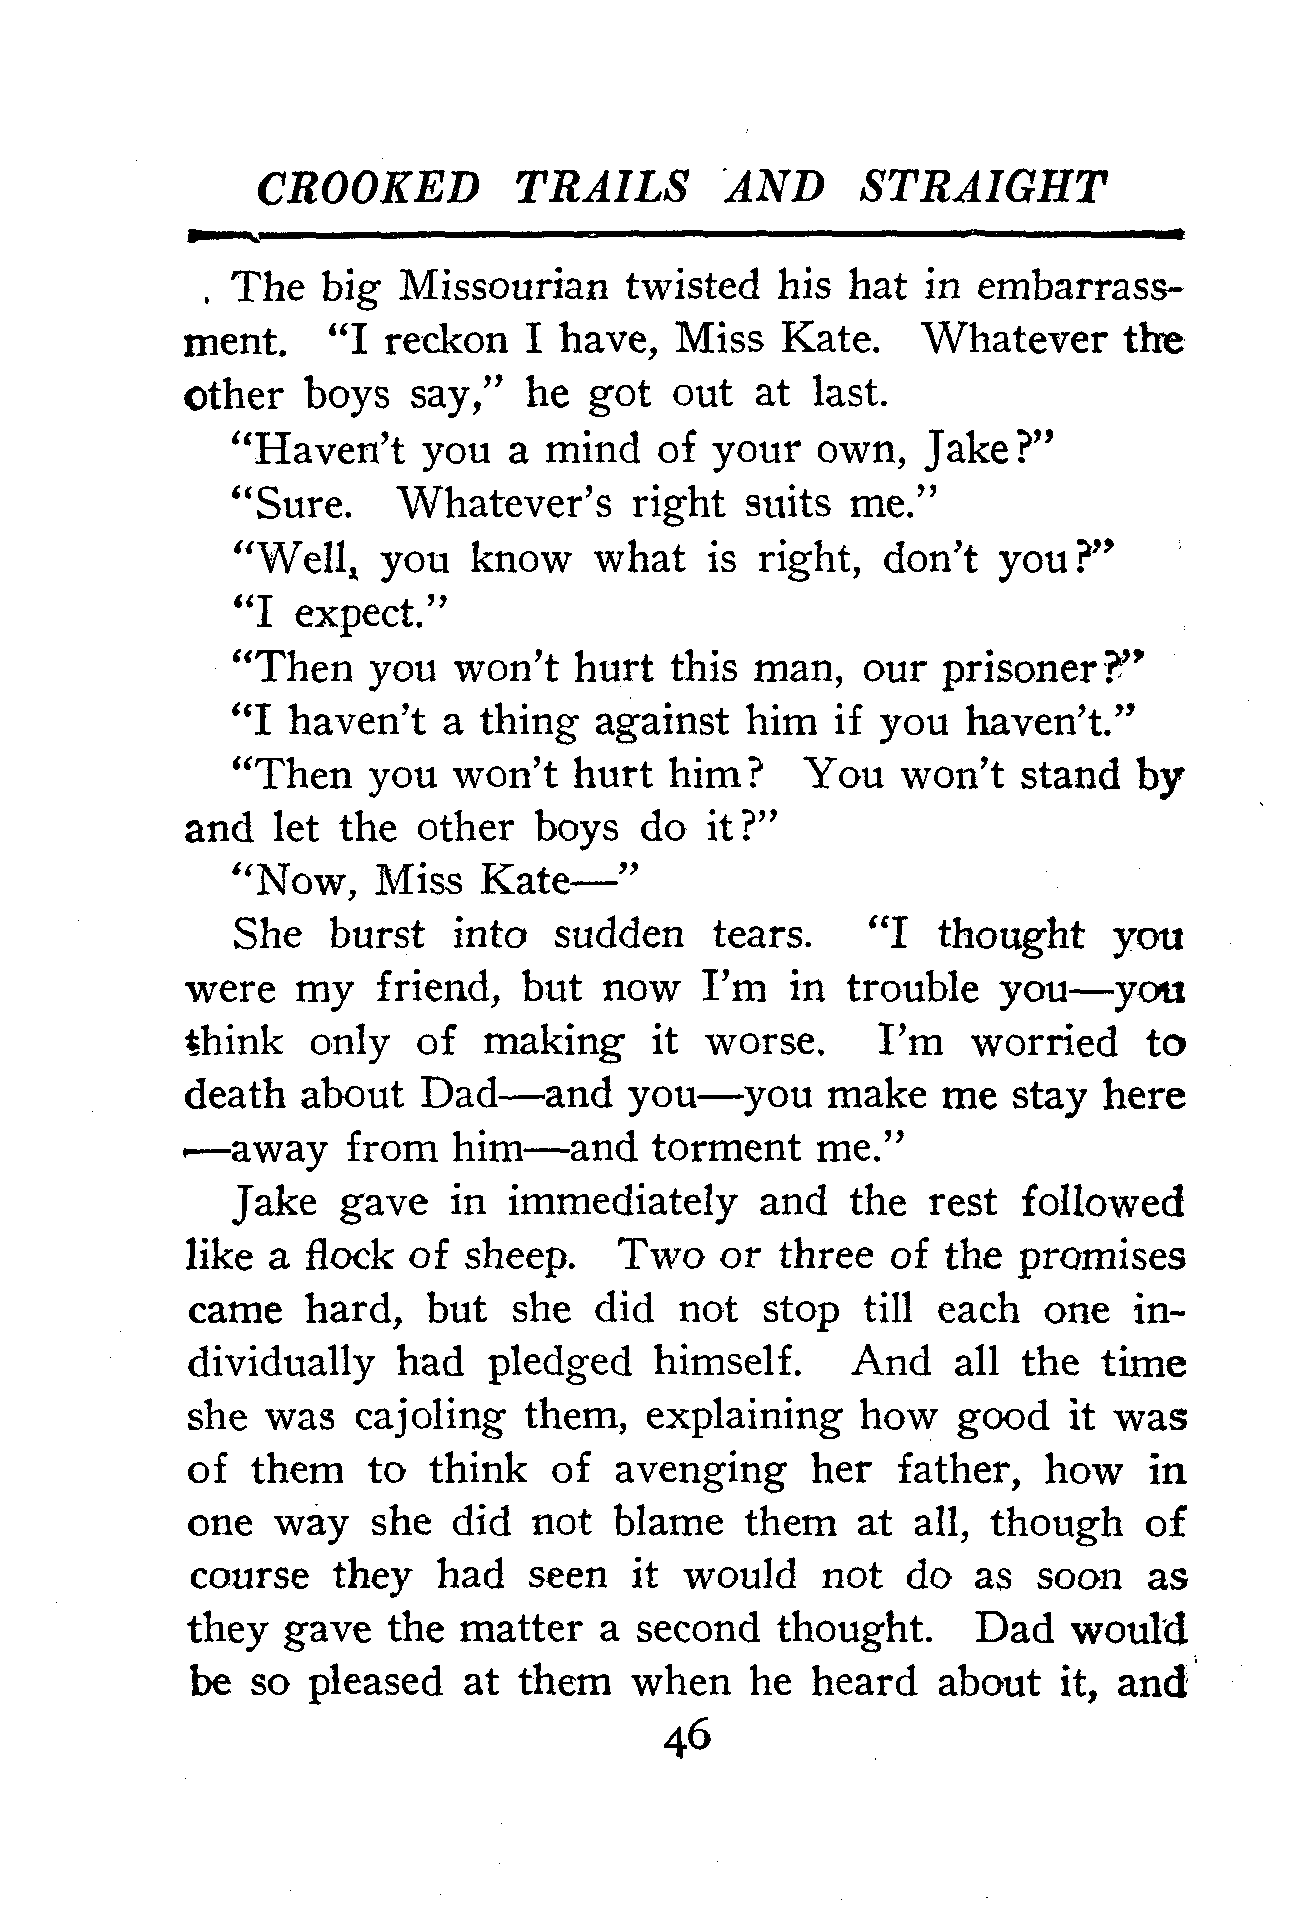 CROOKED TRAILS AND STRAIGHT
The big Missourian twisted his hat in embarrass-
ment. “I reckon I have, Miss Kate. Whatever the
other boys say,” he got out at last.
“Haven’t you a mind of your own, Jake?”
“Sure. Whatever’s right suits me.”
“Well, you know what is right, don’t you?”
“I expect.”
“Then you won’t hurt this man, our prisoner?”
“I haven’t a thing against him if you haven’t.”
“Then you won’t hurt him? You won’t stand by
and let the other boys do it?”
“Now, Miss Kate—”
She burst into sudden tears. “I thought you
were my friend, but now I’m in trouble you—you
think only of making it worse. I’m worried to
death about Dad—and you—you make me stay here
—away from him—and torment me.”
Jake gave in immediately and the rest followed
like a flock of sheep. Two or three of the promises
came hard, but she did not stop till each one in-
dividually had pledged himself. And all the time
she was cajoling them, explaining how good it was
of them to think of avenging her father, how in
one way she did not blame them at all, though of
course they had seen it would not do as soon as
they gave the matter a second thought. Dad would
be so pleased at them when he heard about it, and
46